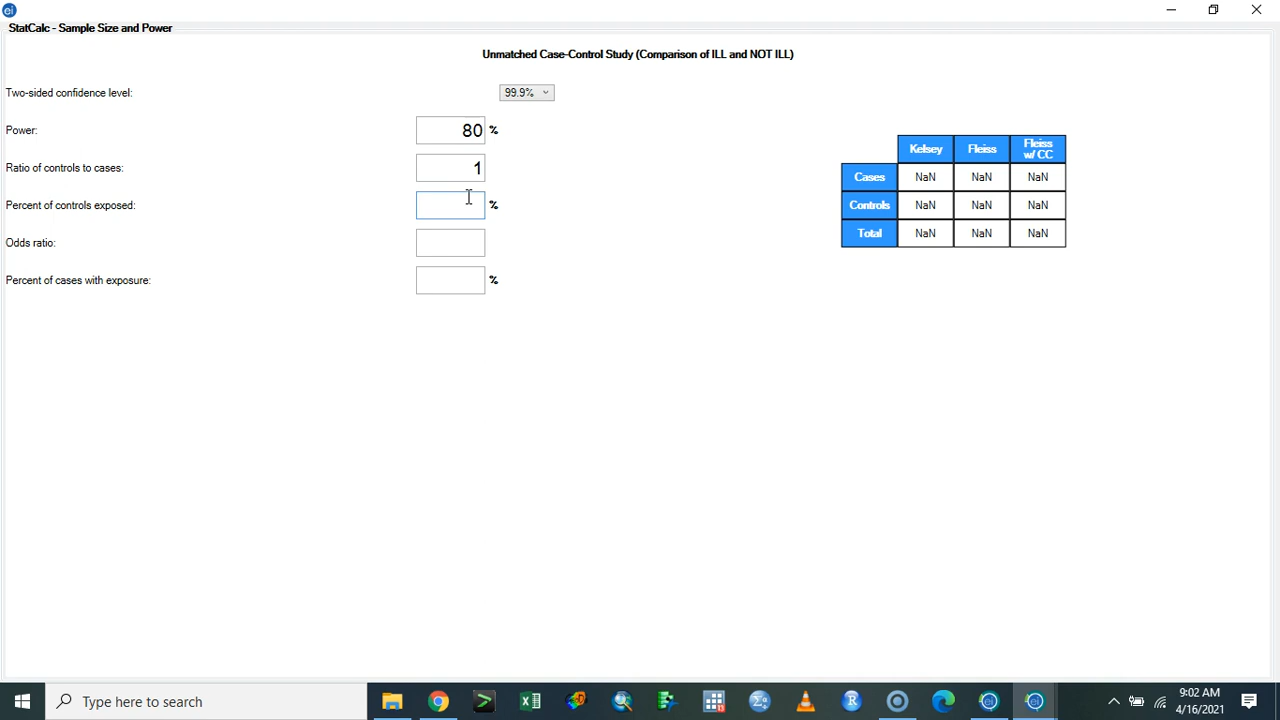 StatCalc - Sample Size and Power
Unmatched Case-Control Study (Comparison of ILL and NOT ILL)
Two-sided confidence level: 99.9%
Power: 80 %
Ratio of controls to cases: 1
Percent of controls exposed: %
Odds ratio:
Percent of cases with exposure: %
Kelsey Fleiss Fleiss w/ CC
Cases NaN NaN NaN
Controls NaN NaN NaN
Total NaN NaN NaN
Type here to search
9:02 AM
4/16/2021